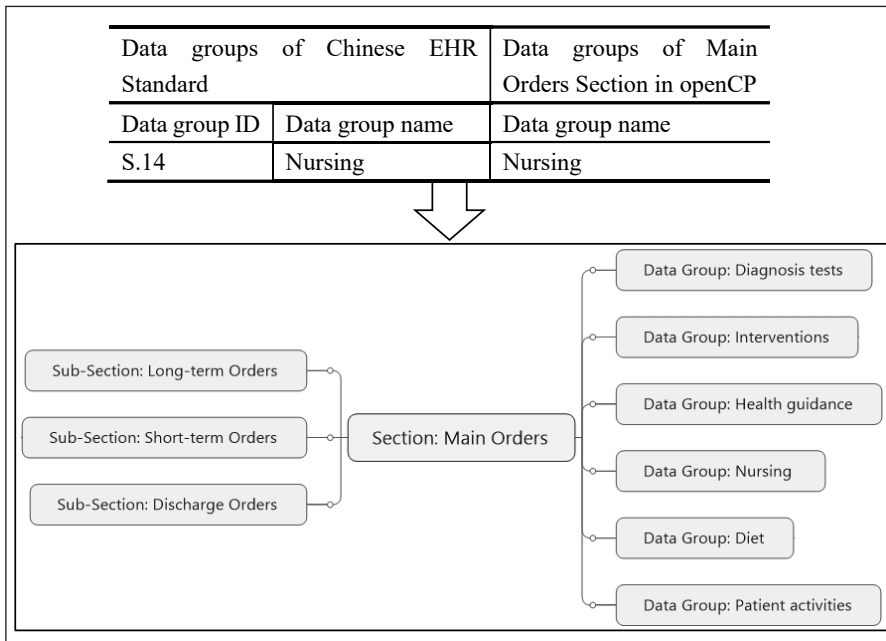 Data groups of Chinese EHR
Standard
Data groups of Main
Orders Section in openCP
Data group ID
Data group name
Data group name
S.14
Nursing
Nursing
Sub-Section: Long-term Orders
Sub-Section: Short-term Orders
Sub-Section: Discharge Orders
Section: Main Orders
Data Group: Diagnosis tests
Data Group: Interventions
Data Group: Health guidance
Data Group: Nursing
Data Group: Diet
Data Group: Patient activities